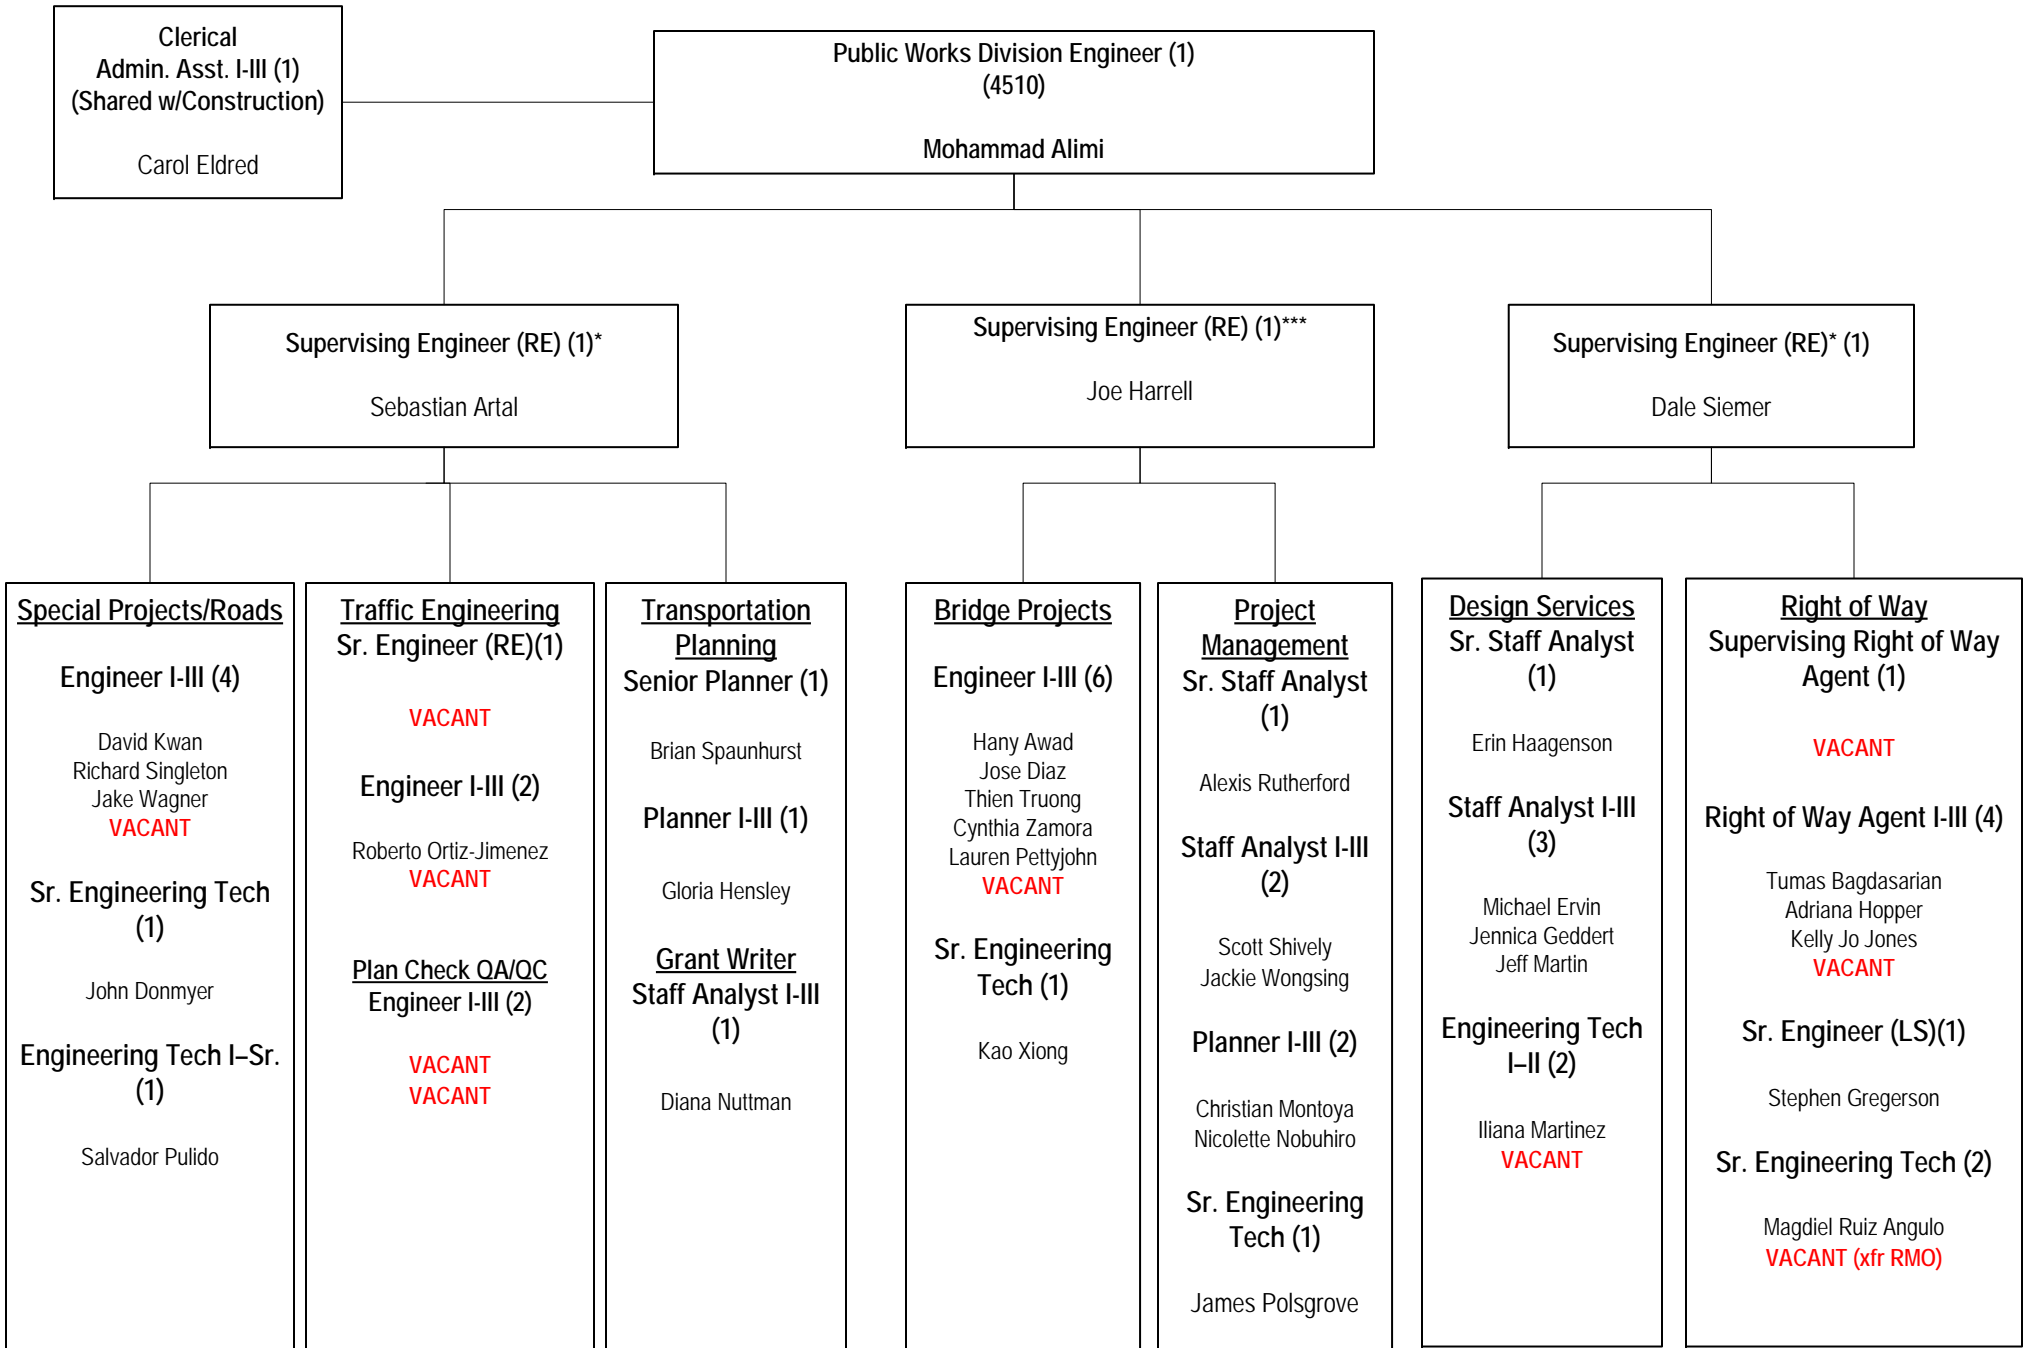 Clerical
Admin. Asst. I-III (1)
(Shared w/Construction)
Carol Eldred
Public Works Division Engineer (1)
(4510)
Mohammad Alimi
Supervising Engineer (RE) (1)*
Sebastian Artal
Supervising Engineer (RE) (1)***
Joe Harrell
Supervising Engineer (RE)* (1)
Dale Siemer
Special Projects/Roads
Engineer I-III (4)
David Kwan
Richard Singleton
Jake Wagner
VACANT
Sr. Engineering Tech
(1)
John Donmyer
Engineering Tech I–Sr.
(1)
Salvador Pulido
Traffic Engineering
Sr. Engineer (RE)(1)
VACANT
Engineer I-III (2)
Roberto Ortiz-Jimenez
VACANT
Plan Check QA/QC
Engineer I-III (2)
VACANT
VACANT
Transportation
Planning
Senior Planner (1)
Brian Spaunhurst
Planner I-III (1)
Gloria Hensley
Grant Writer
Staff Analyst I-III
(1)
Diana Nuttman
Bridge Projects
Engineer I-III (6)
Hany Awad
Jose Diaz
Thien Truong
Cynthia Zamora
Lauren Pettyjohn
VACANT
Sr. Engineering
Tech (1)
Kao Xiong
Project
Management
Sr. Staff Analyst
(1)
Alexis Rutherford
Staff Analyst I-III
(2)
Scott Shively
Jackie Wongsing
Planner I-III (2)
Christian Montoya
Nicolette Nobuhiro
Sr. Engineering
Tech (1)
James Polsgrove
Design Services
Sr. Staff Analyst
(1)
Erin Haagenson
Staff Analyst I-III
(3)
Michael Ervin
Jennica Geddert
Jeff Martin
Engineering Tech
I–II (2)
Iliana Martinez
VACANT
Right of Way
Supervising Right of Way
Agent (1)
VACANT
Right of Way Agent I-III (4)
Tumas Bagdasarian
Adriana Hopper
Kelly Jo Jones
VACANT
Sr. Engineer (LS)(1)
Stephen Gregerson
Sr. Engineering Tech (2)
Magdiel Ruiz Angulo
VACANT (xfr RMO)